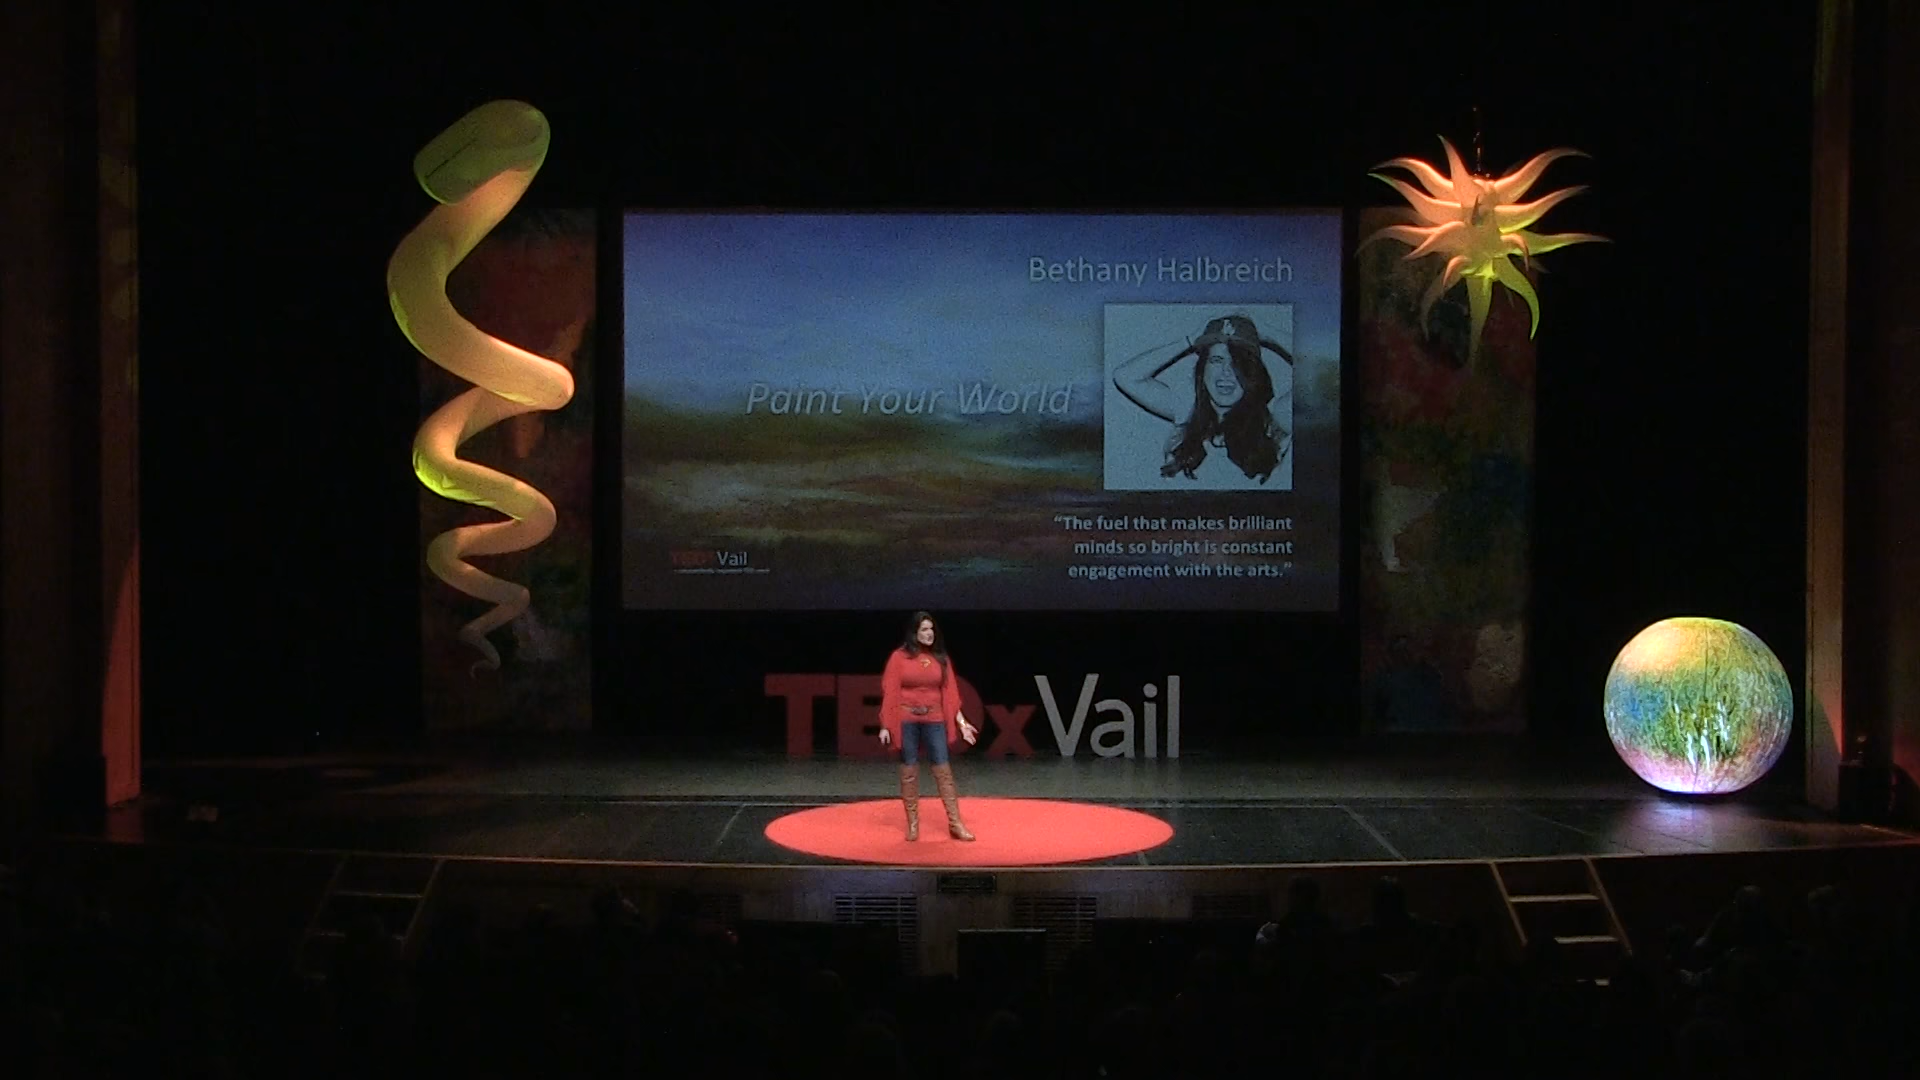 Bethany Halbreich
Paint Your World
“The fuel that makes brilliant
minds so bright is constant
engagement with the arts.”
TEDx Vail
TEDxVail